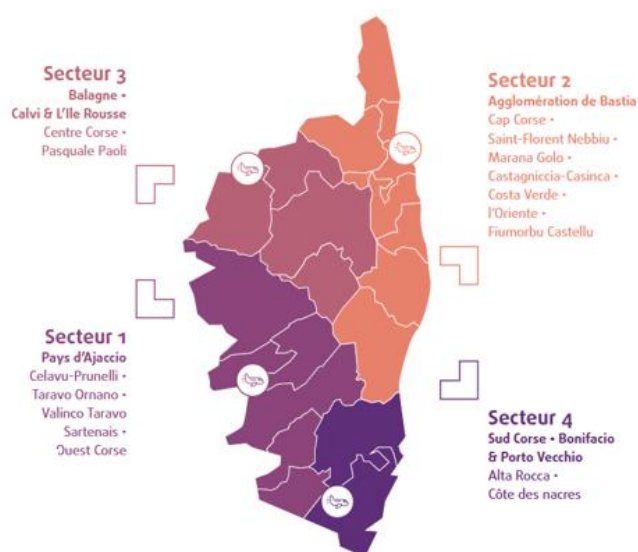 Secteur 3
Balagne •
Calvi & L'Ile Rousse
Centre Corse •
Pasquale Paoli
Secteur 2
Agglomération de Bastia
Cap Corse •
Saint-Florent Nebbiu •
Marana Golo •
Castagniccia-Casinca •
Costa Verde •
l'Oriente •
Fiumorbu Castellu
Secteur 1
Pays d'Ajaccio
Celavu-Prunelli •
Taravo Ornano •
Valinco Taravo
Sartenais •
Ouest Corse
Secteur 4
Sud Corse • Bonifacio
& Porto Vecchio
Alta Rocca •
Côte des nacres